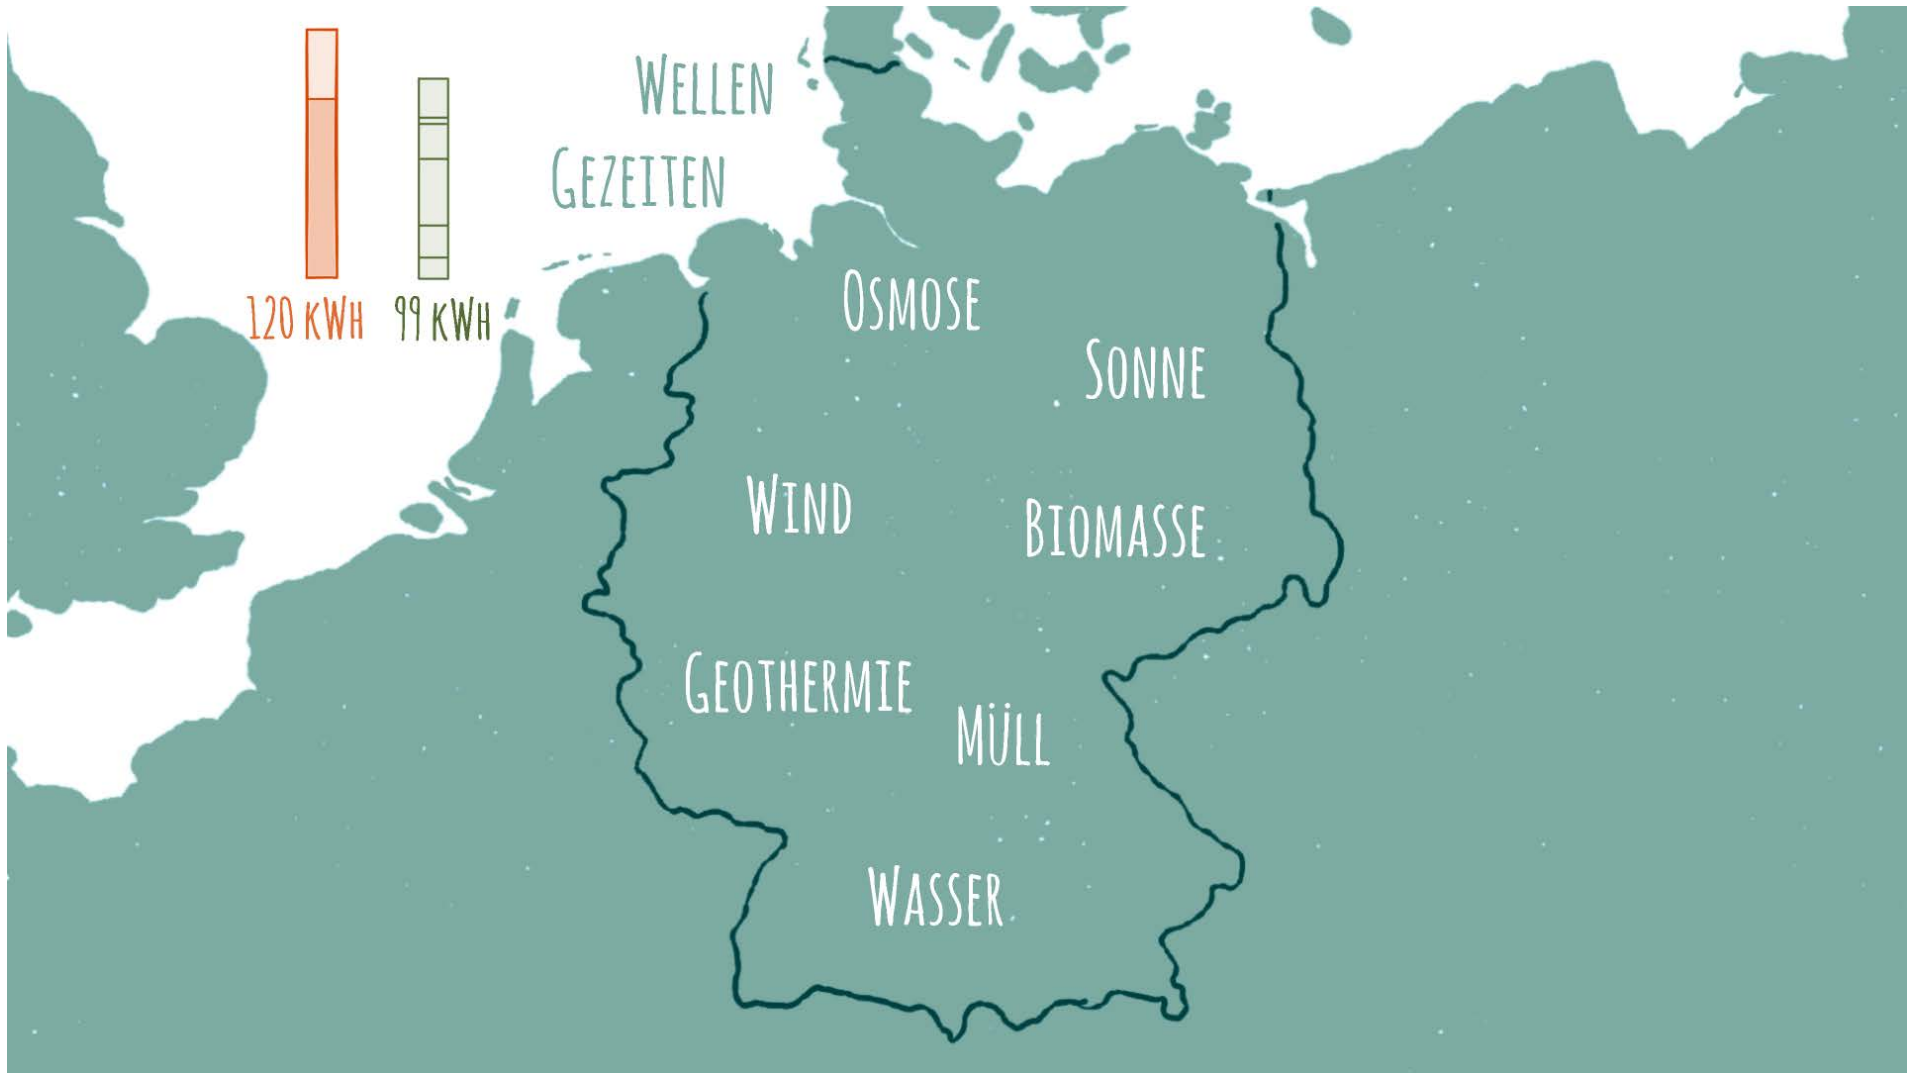 Wellen
Gezeiten
120 kWh 99 kWh
Osmose
Sonne
Wind
Biomasse
Geothermie
Müll
Wasser